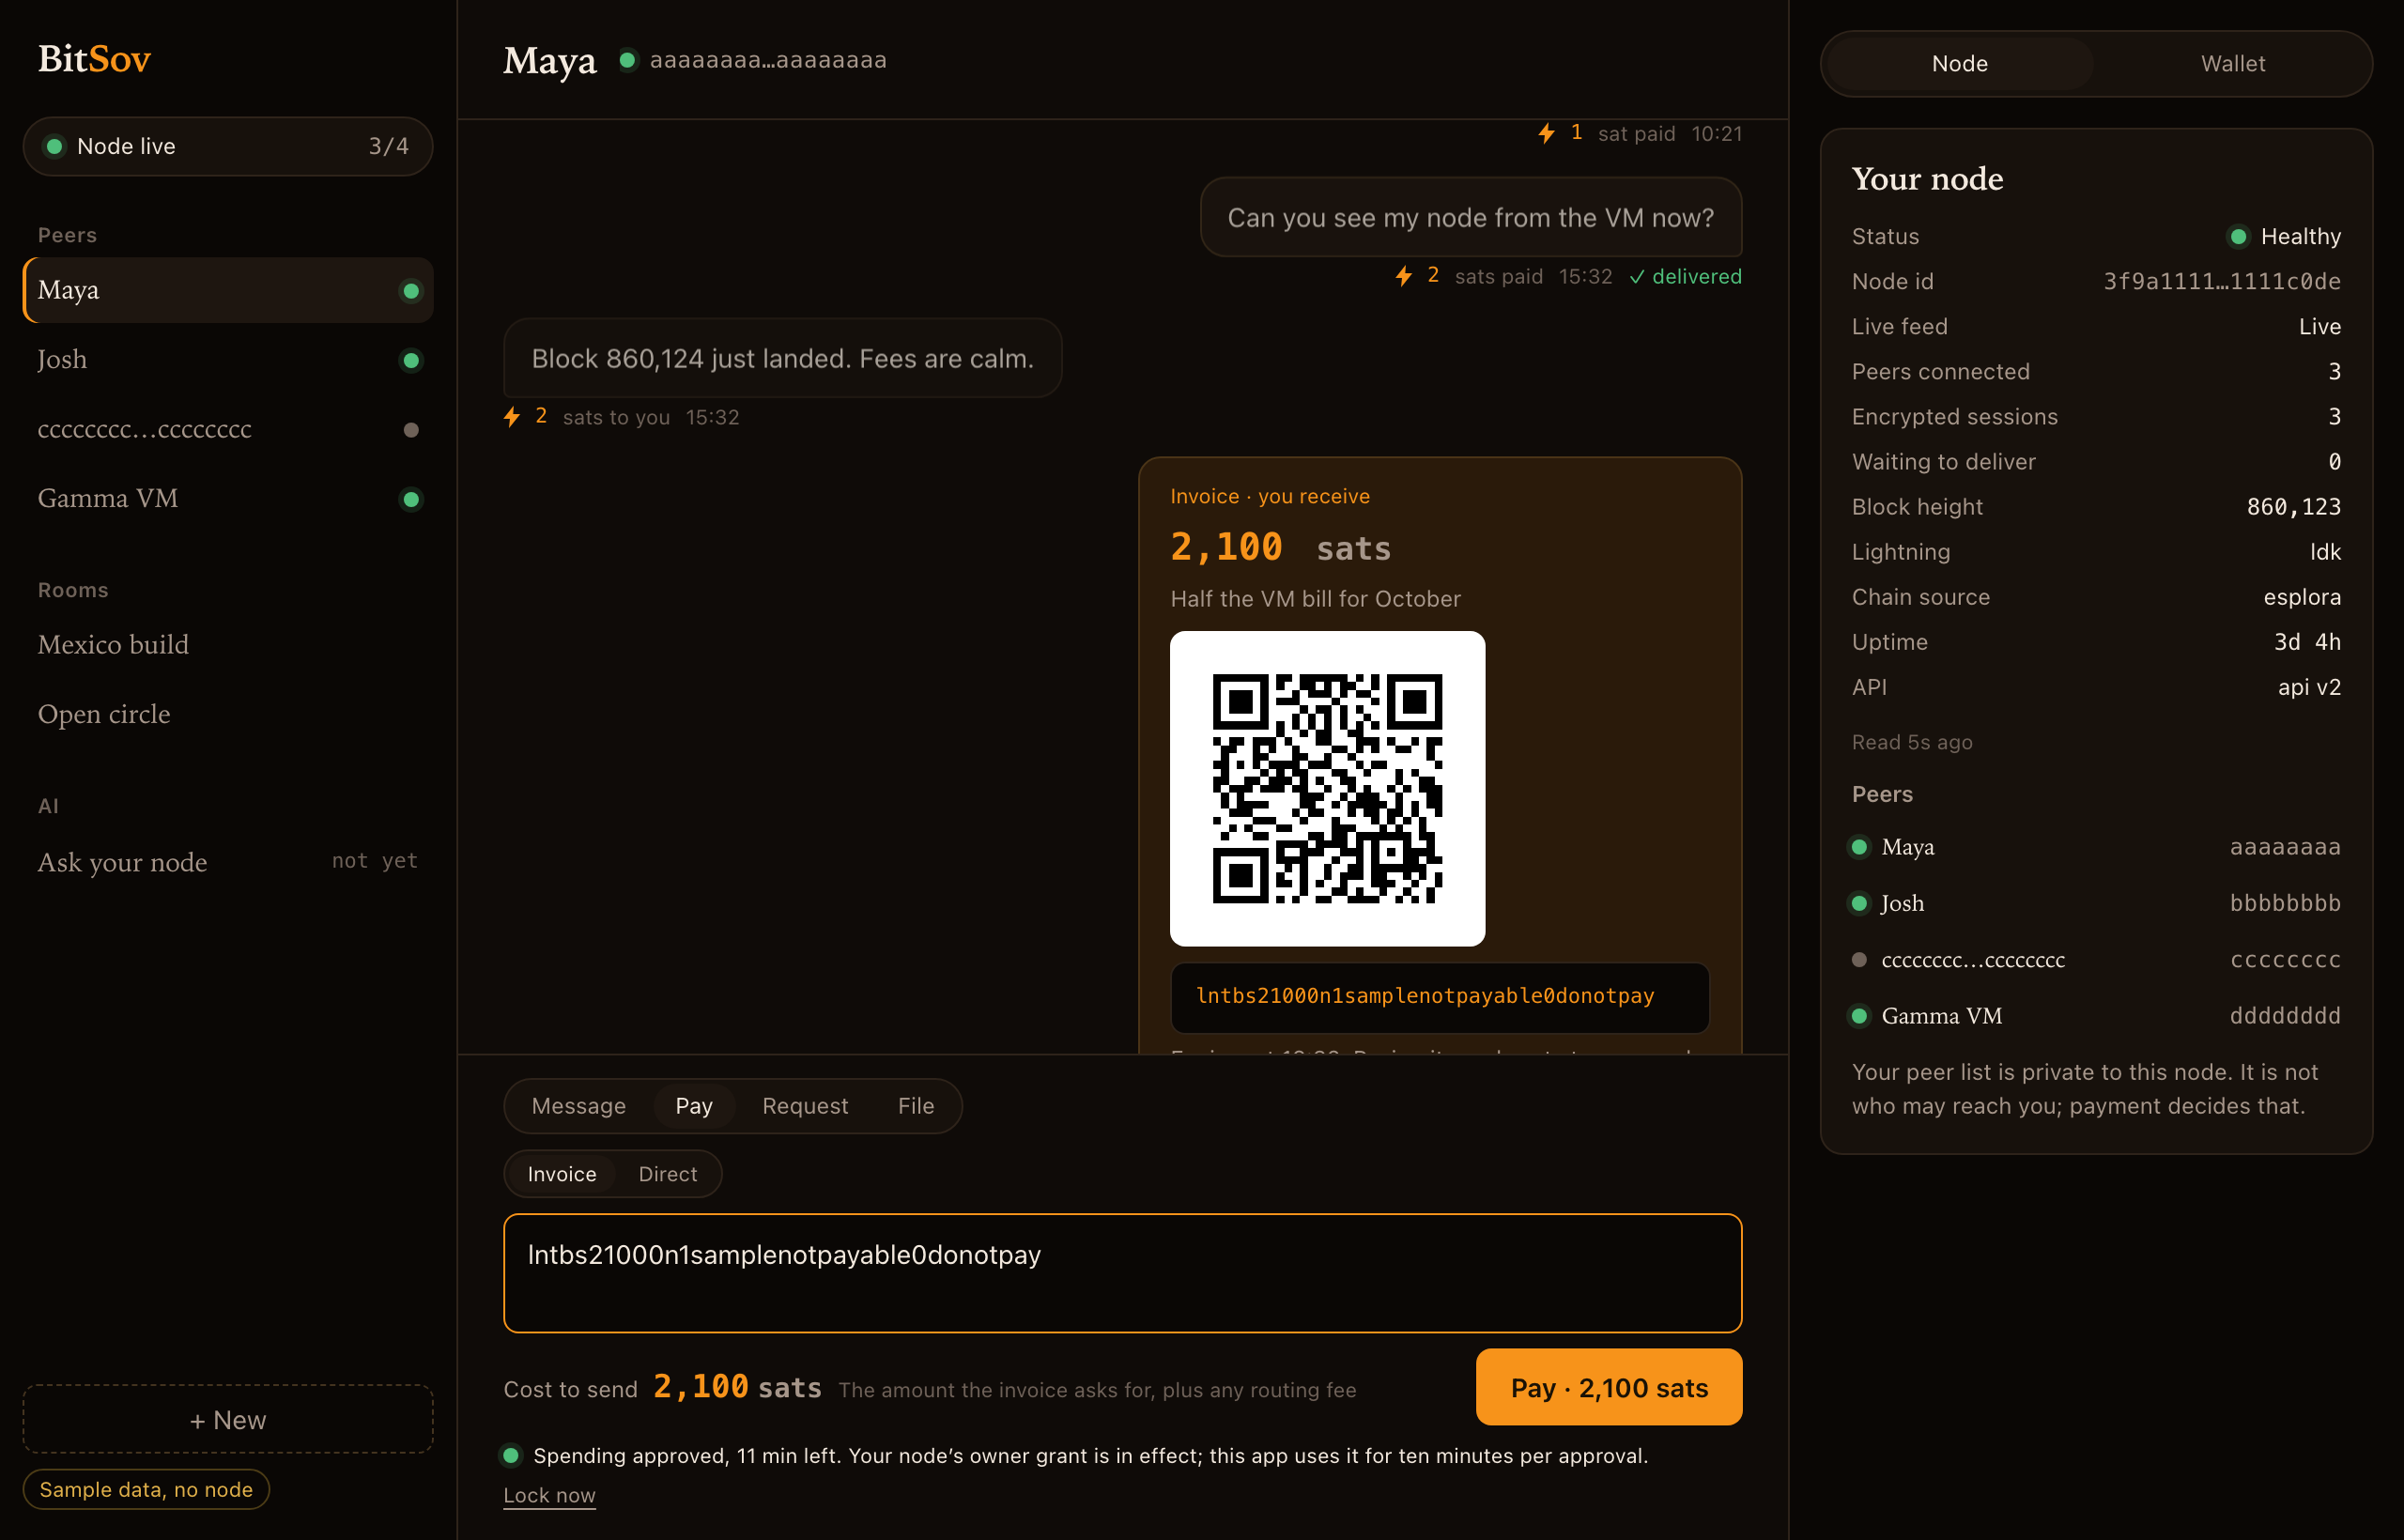 BitSov
Node live 3/4
Peers
Maya
Josh
cccccccc…cccccccc
Gamma VM
Rooms
Mexico build
Open circle
AI
Ask your node not yet
+ New
Sample data, no node
Maya aaaaaaaa…aaaaaaaa
1 sat paid 10:21
Can you see my node from the VM now?
2 sats paid 15:32 ✓ delivered
Block 860,124 just landed. Fees are calm.
2 sats to you 15:32
Invoice · you receive
2,100 sats
Half the VM bill for October
lntbs21000n1samplenotpayable0donotpay
Message Pay Request File
Invoice Direct
lntbs21000n1samplenotpayable0donotpay
Cost to send 2,100 sats The amount the invoice asks for, plus any routing fee
Pay · 2,100 sats
Spending approved, 11 min left. Your node’s owner grant is in effect; this app uses it for ten minutes per approval.
Lock now
Node Wallet
Your node
Status Healthy
Node id 3f9a1111…1111c0de
Live feed Live
Peers connected 3
Encrypted sessions 3
Waiting to deliver 0
Block height 860,123
Lightning ldk
Chain source esplora
Uptime 3d 4h
API api v2
Read 5s ago
Peers
Maya aaaaaaaa
Josh bbbbbbbb
cccccccc…cccccccc cccccccc
Gamma VM dddddddd
Your peer list is private to this node. It is not
who may reach you; payment decides that.